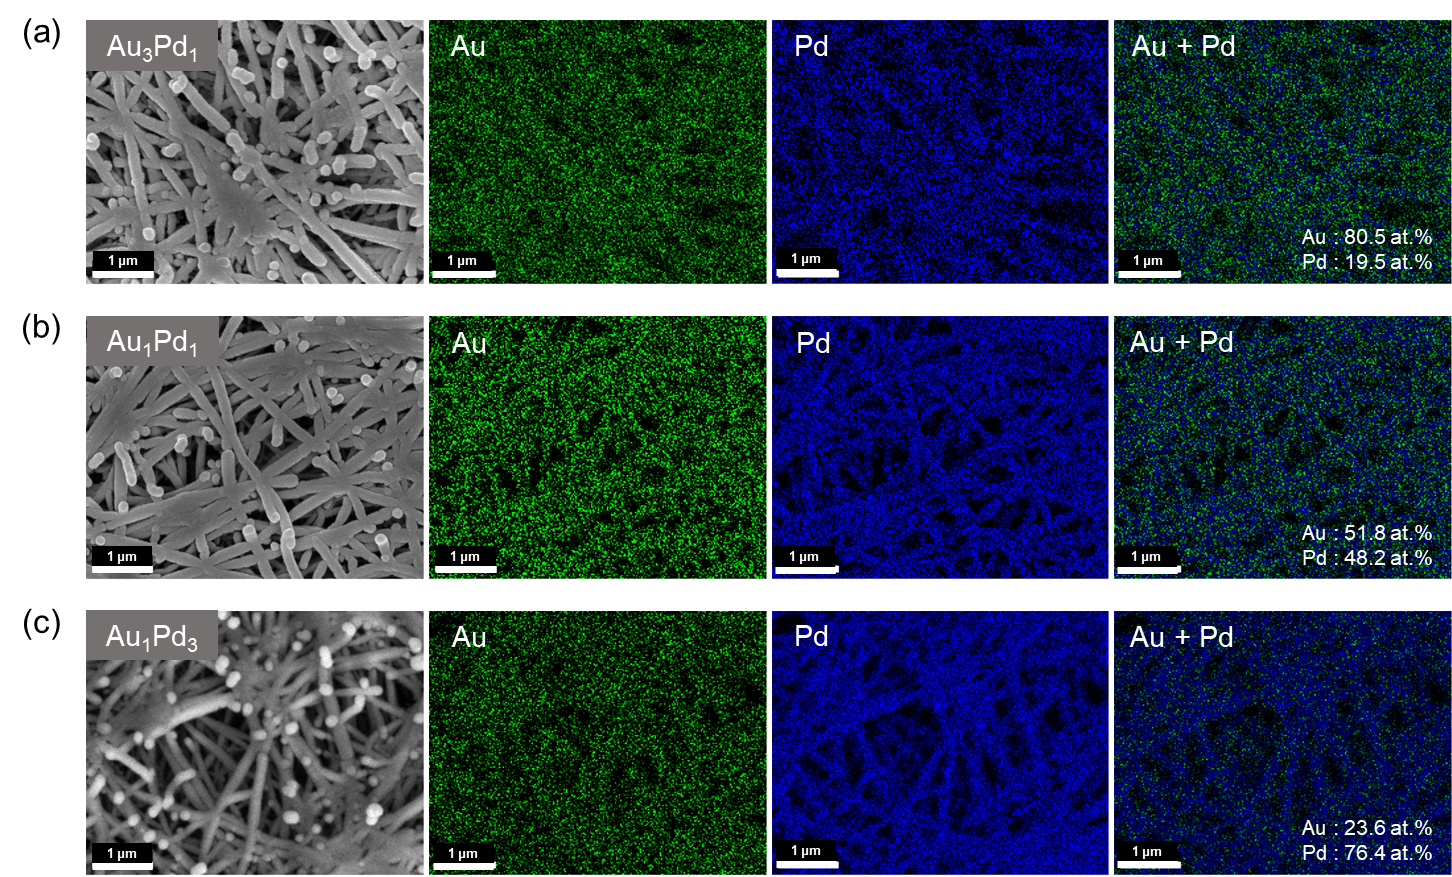 (a)
Au₃Pd₁
Au
Pd
Au + Pd
1 µm
1 µm
1 µm
1 µm
Au : 80.5 at.%
Pd : 19.5 at.%
(b)
Au₁Pd₁
Au
Pd
Au + Pd
1 µm
1 µm
1 µm
1 µm
Au : 51.8 at.%
Pd : 48.2 at.%
(c)
Au₁Pd₃
Au
Pd
Au + Pd
1 µm
1 µm
1 µm
1 µm
Au : 23.6 at.%
Pd : 76.4 at.%